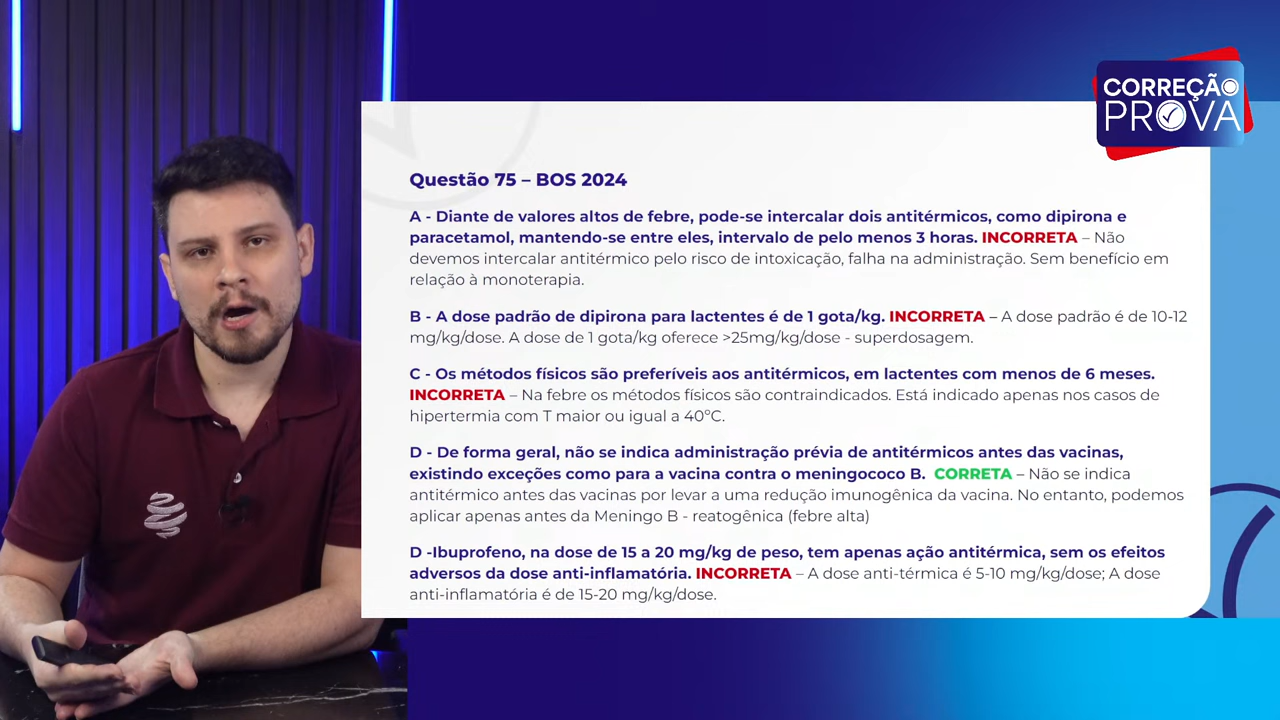 CORREÇÃO
PROVA
Questão 75 – BOS 2024
A - Diante de valores altos de febre, pode-se intercalar dois antitérmicos, como dipirona e
paracetamol, mantendo-se entre eles, intervalo de pelo menos 3 horas. INCORRETA – Não
devemos intercalar antitérmico pelo risco de intoxicação, falha na administração. Sem benefício em
relação à monoterapia.
B - A dose padrão de dipirona para lactentes é de 1 gota/kg. INCORRETA – A dose padrão é de 10-12
mg/kg/dose. A dose de 1 gota/kg oferece >25mg/kg/dose - superdosagem.
C - Os métodos físicos são preferíveis aos antitérmicos, em lactentes com menos de 6 meses.
INCORRETA – Na febre os métodos físicos são contraindicados. Está indicado apenas nos casos de
hipertermia com T maior ou igual a 40°C.
D - De forma geral, não se indica administração prévia de antitérmicos antes das vacinas,
existindo exceções como para a vacina contra o meningococo B. CORRETA – Não se indica
antitérmico antes das vacinas por levar a uma redução imunogênica da vacina. No entanto, podemos
aplicar apenas antes da Meningo B - reatogênica (febre alta)
D -Ibuprofeno, na dose de 15 a 20 mg/kg de peso, tem apenas ação antitérmica, sem os efeitos
adversos da dose anti-inflamatória. INCORRETA – A dose anti-térmica é 5-10 mg/kg/dose; A dose
anti-inflamatória é de 15-20 mg/kg/dose.